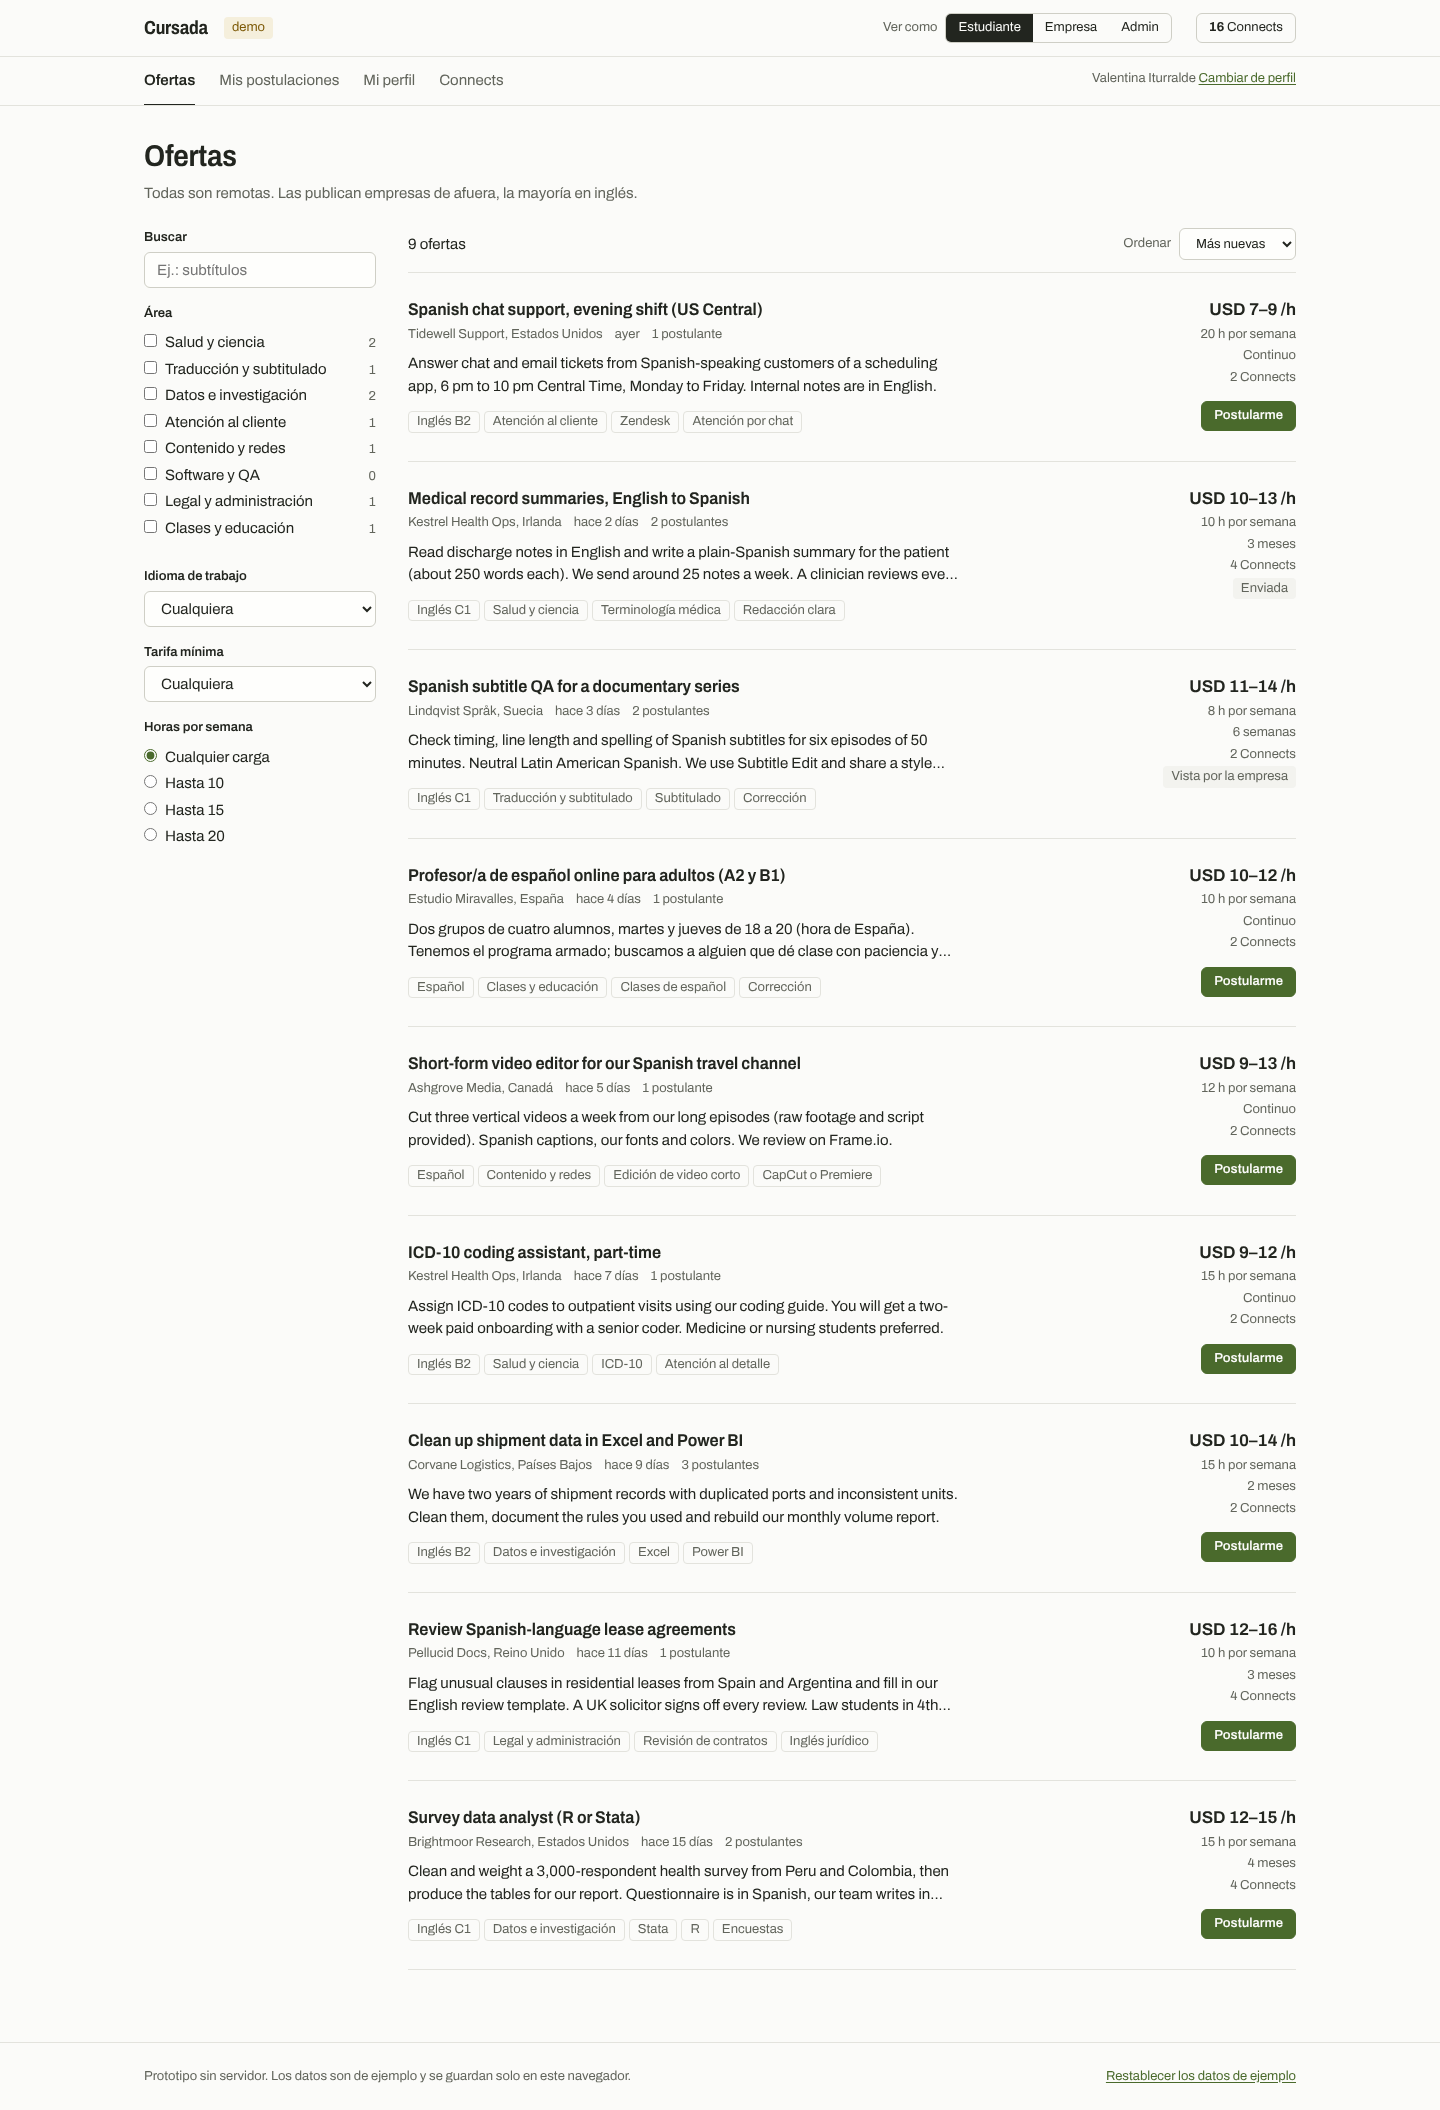 Cursada demo Ver como Estudiante Empresa Admin 16 Connects
Ofertas Mis postulaciones Mi perfil Connects Valentina Iturralde Cambiar de perfil
Ofertas
Todas son remotas. Las publican empresas de afuera, la mayoría en inglés.
Buscar
Ej.: subtítulos
Área
Salud y ciencia 2
Traducción y subtitulado 1
Datos e investigación 2
Atención al cliente 1
Contenido y redes 1
Software y QA 0
Legal y administración 1
Clases y educación 1
Idioma de trabajo
Cualquiera
Tarifa mínima
Cualquiera
Horas por semana
Cualquier carga
Hasta 10
Hasta 15
Hasta 20
9 ofertas Ordenar Más nuevas
Spanish chat support, evening shift (US Central)
Tidewell Support, Estados Unidos ayer 1 postulante
Answer chat and email tickets from Spanish-speaking customers of a scheduling
app, 6 pm to 10 pm Central Time, Monday to Friday. Internal notes are in English.
Inglés B2 Atención al cliente Zendesk Atención por chat
USD 7–9 /h
20 h por semana
Continuo
2 Connects
Postularme
Medical record summaries, English to Spanish
Kestrel Health Ops, Irlanda hace 2 días 2 postulantes
Read discharge notes in English and write a plain-Spanish summary for the patient
(about 250 words each). We send around 25 notes a week. A clinician reviews eve…
Inglés C1 Salud y ciencia Terminología médica Redacción clara
USD 10–13 /h
10 h por semana
3 meses
4 Connects
Enviada
Spanish subtitle QA for a documentary series
Lindqvist Språk, Suecia hace 3 días 2 postulantes
Check timing, line length and spelling of Spanish subtitles for six episodes of 50
minutes. Neutral Latin American Spanish. We use Subtitle Edit and share a style…
Inglés C1 Traducción y subtitulado Subtitulado Corrección
USD 11–14 /h
8 h por semana
6 semanas
2 Connects
Vista por la empresa
Profesor/a de español online para adultos (A2 y B1)
Estudio Miravalles, España hace 4 días 1 postulante
Dos grupos de cuatro alumnos, martes y jueves de 18 a 20 (hora de España).
Tenemos el programa armado; buscamos a alguien que dé clase con paciencia y…
Español Clases y educación Clases de español Corrección
USD 10–12 /h
10 h por semana
Continuo
2 Connects
Postularme
Short-form video editor for our Spanish travel channel
Ashgrove Media, Canadá hace 5 días 1 postulante
Cut three vertical videos a week from our long episodes (raw footage and script
provided). Spanish captions, our fonts and colors. We review on Frame.io.
Español Contenido y redes Edición de video corto CapCut o Premiere
USD 9–13 /h
12 h por semana
Continuo
2 Connects
Postularme
ICD-10 coding assistant, part-time
Kestrel Health Ops, Irlanda hace 7 días 1 postulante
Assign ICD-10 codes to outpatient visits using our coding guide. You will get a two-
week paid onboarding with a senior coder. Medicine or nursing students preferred.
Inglés B2 Salud y ciencia ICD-10 Atención al detalle
USD 9–12 /h
15 h por semana
Continuo
2 Connects
Postularme
Clean up shipment data in Excel and Power BI
Corvane Logistics, Países Bajos hace 9 días 3 postulantes
We have two years of shipment records with duplicated ports and inconsistent units.
Clean them, document the rules you used and rebuild our monthly volume report.
Inglés B2 Datos e investigación Excel Power BI
USD 10–14 /h
15 h por semana
2 meses
2 Connects
Postularme
Review Spanish-language lease agreements
Pellucid Docs, Reino Unido hace 11 días 1 postulante
Flag unusual clauses in residential leases from Spain and Argentina and fill in our
English review template. A UK solicitor signs off every review. Law students in 4th…
Inglés C1 Legal y administración Revisión de contratos Inglés jurídico
USD 12–16 /h
10 h por semana
3 meses
4 Connects
Postularme
Survey data analyst (R or Stata)
Brightmoor Research, Estados Unidos hace 15 días 2 postulantes
Clean and weight a 3,000-respondent health survey from Peru and Colombia, then
produce the tables for our report. Questionnaire is in Spanish, our team writes in…
Inglés C1 Datos e investigación Stata R Encuestas
USD 12–15 /h
15 h por semana
4 meses
4 Connects
Postularme
Prototipo sin servidor. Los datos son de ejemplo y se guardan solo en este navegador. Restablecer los datos de ejemplo